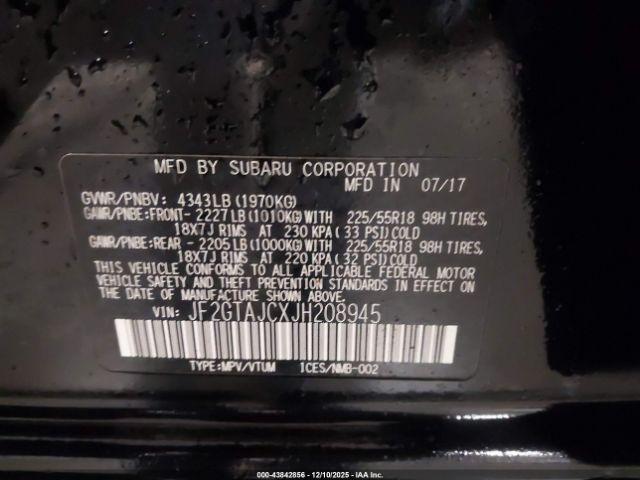 MFD BY SUBARU CORPORATION
MFD IN 07/17
GVWR/PNBV: 4343LB (1970KG)
GAWR/PNBE:FRONT- 2227LB(1010KG)WITH 225/55R18 98H TIRES,
18X7J RIMS AT 230 KPA( 33 PSI)COLD
GAWR/PNBE:REAR - 2205LB(1000KG)WITH 225/55R18 98H TIRES,
18X7J RIMS AT 220 KPA( 32 PSI)COLD
THIS VEHICLE CONFORMS TO ALL APPLICABLE FEDERAL MOTOR
VEHICLE SAFETY AND THEFT PREVENTION STANDARDS IN EFFECT
ON THE DATE OF MANUFACTURE SHOWN ABOVE.
VIN: JF2GTAJCXJH208945
TYPE:MPV/VTUM ICES/NMB-002
000-43842856 - 12/10/2025 - IAA Inc.